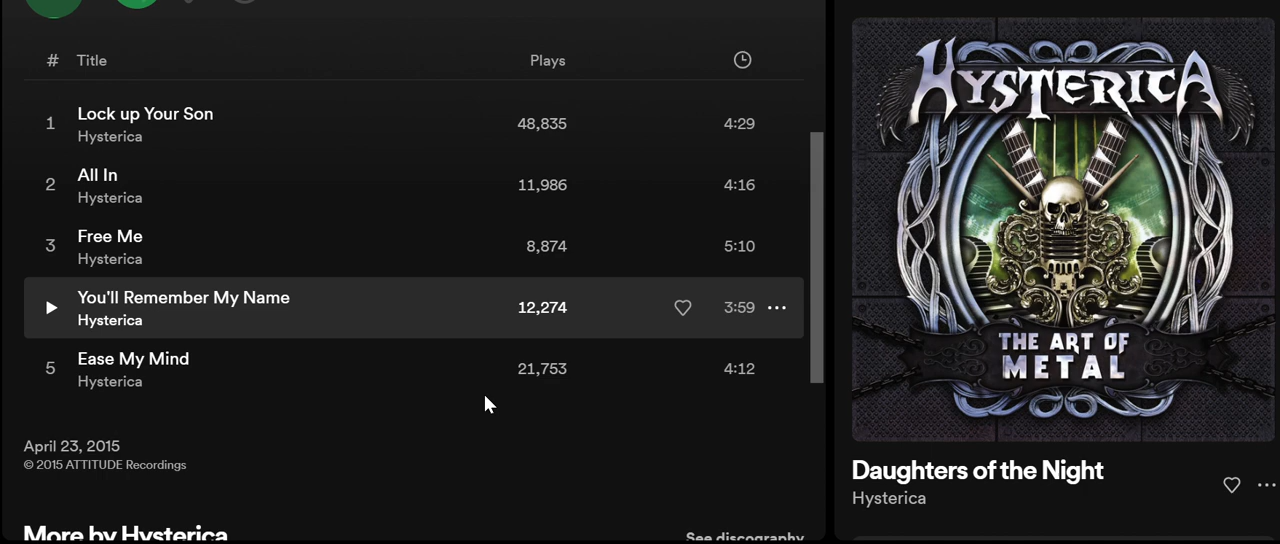 # Title Plays
1 Lock up Your Son 48,835 4:29
Hysterica
2 All In 11,986 4:16
Hysterica
3 Free Me 8,874 5:10
Hysterica
You'll Remember My Name 12,274 3:59
Hysterica
5 Ease My Mind 21,753 4:12
Hysterica
April 23, 2015
© 2015 ATTITUDE Recordings
More by Hysterica See discography
HYSTERICA
THE ART OF
METAL
Daughters of the Night
Hysterica